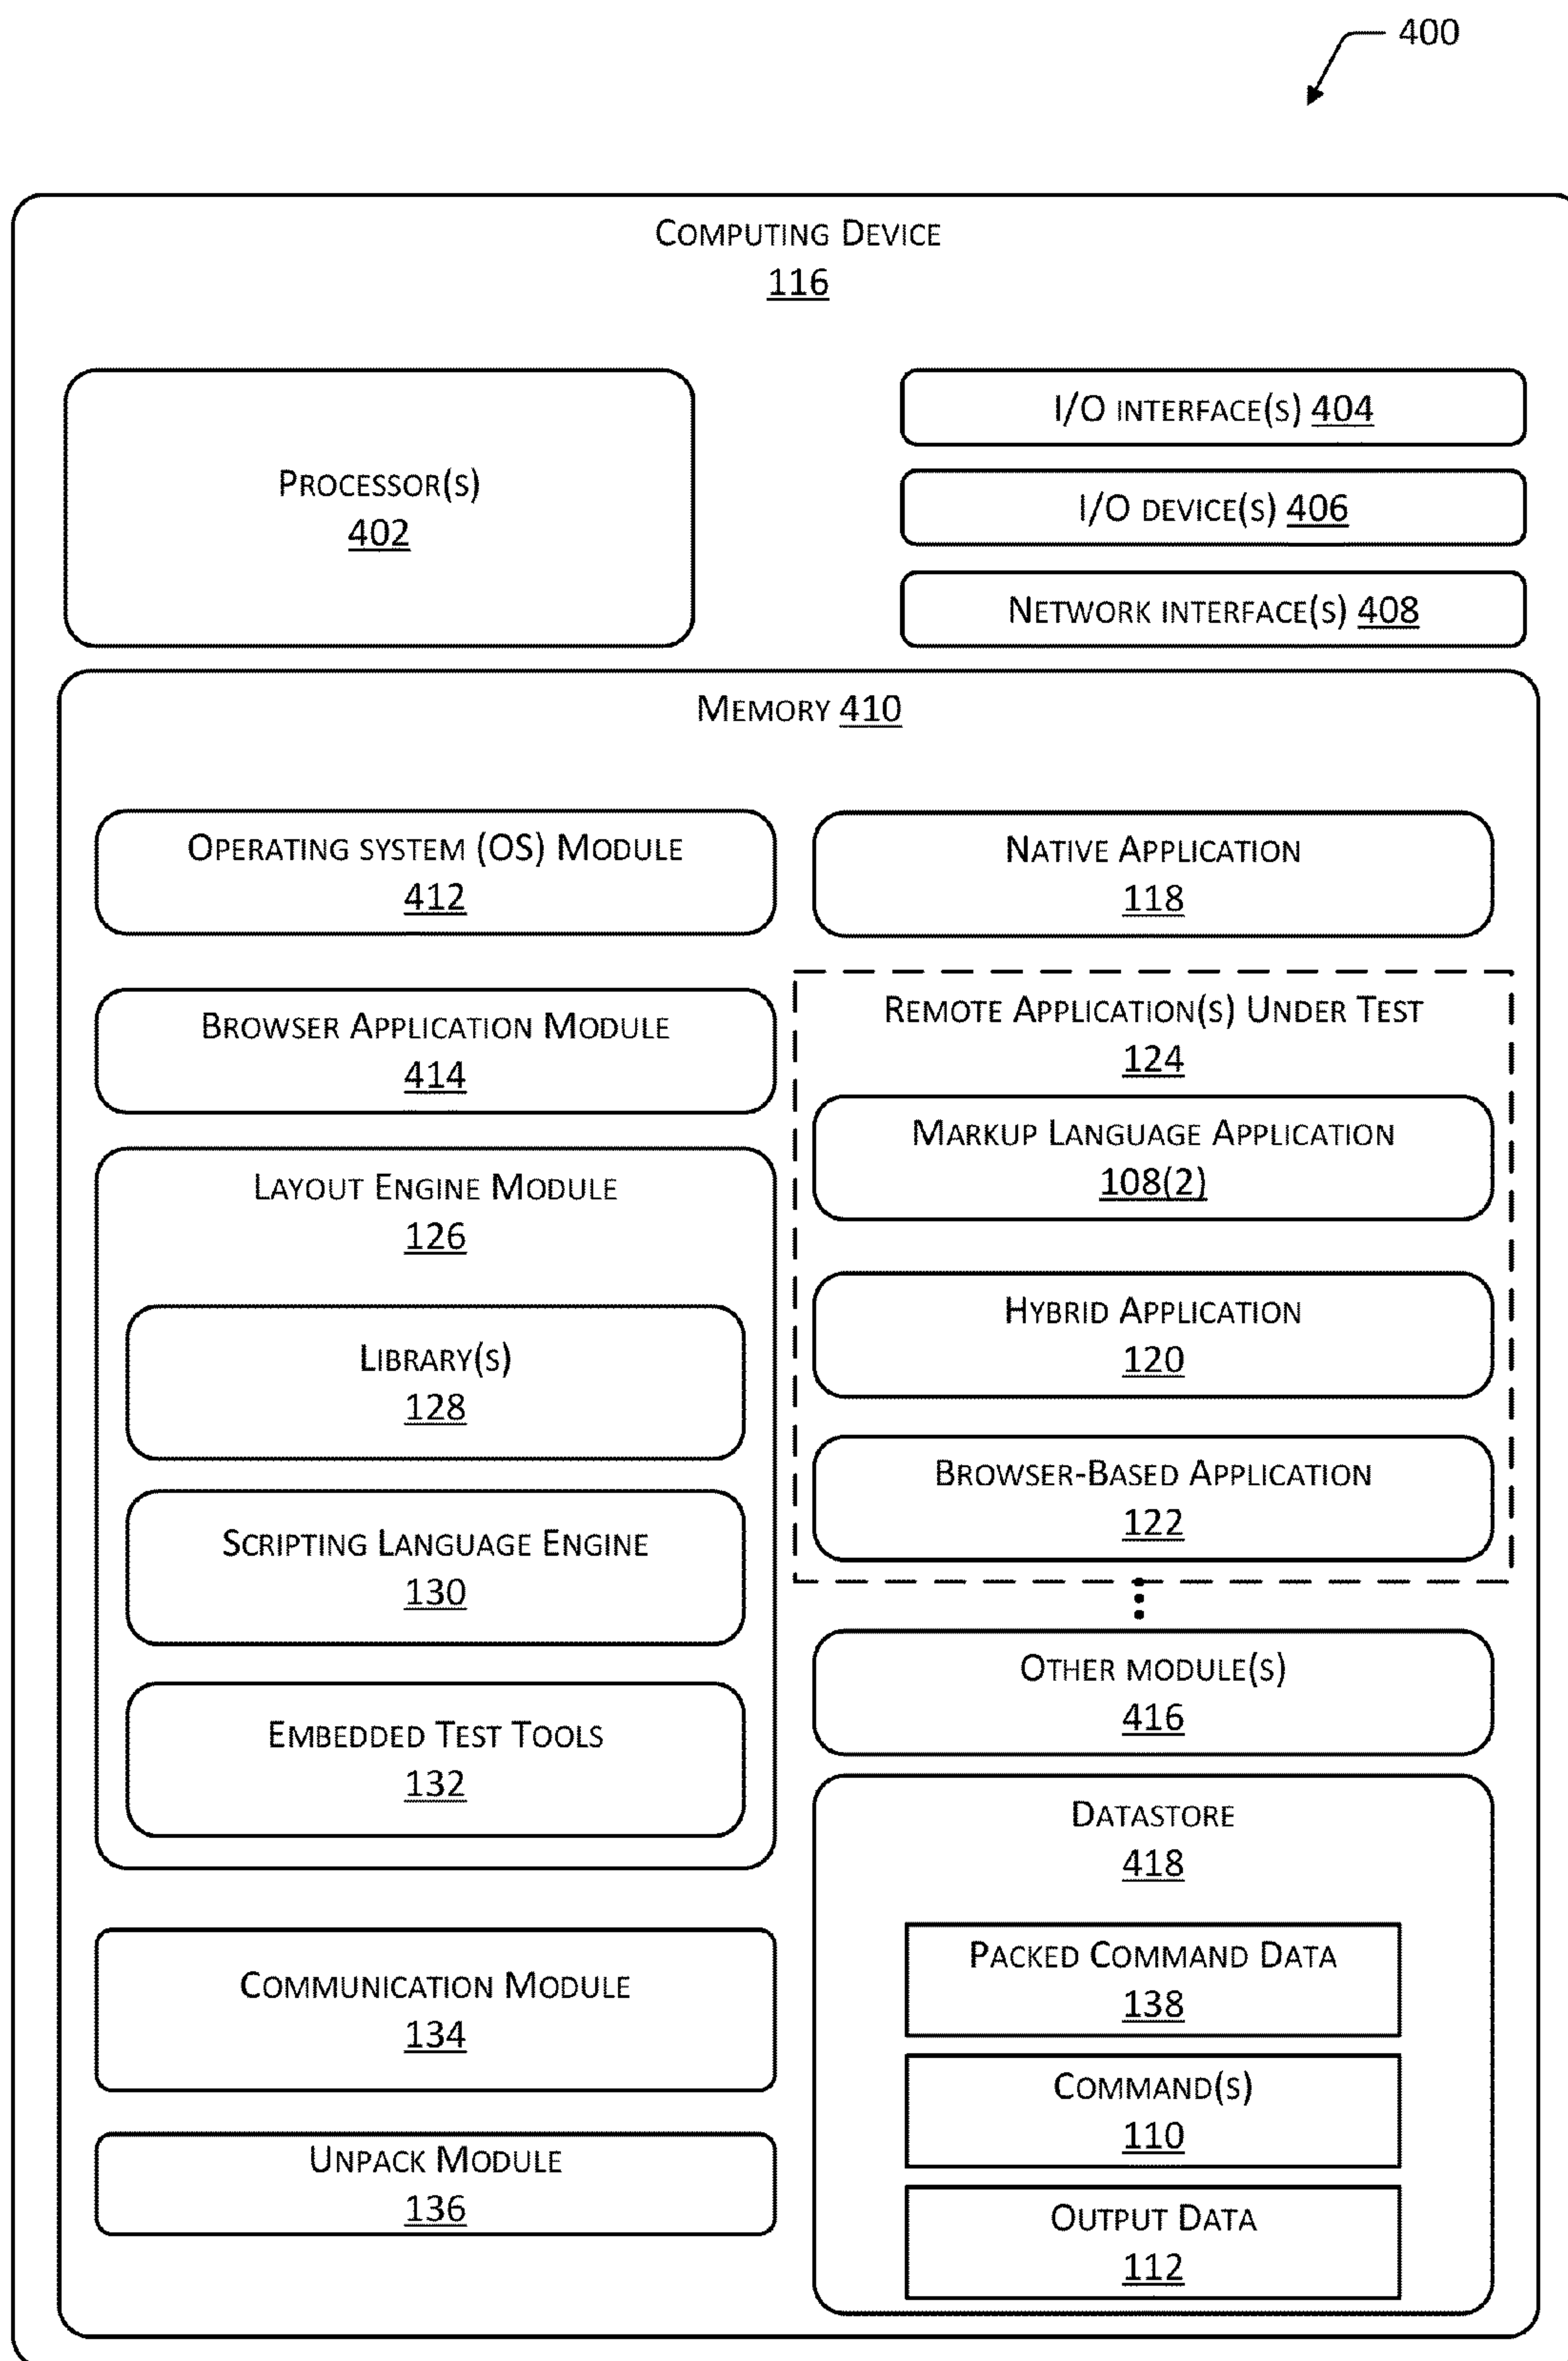 400
Computing Device
116
Processor(s)
402
I/O interface(s) 404
I/O device(s) 406
Network interface(s) 408
Memory 410
Operating system (OS) Module
412
Browser Application Module
414
Layout Engine Module
126
Library(s)
128
Scripting Language Engine
130
Embedded Test Tools
132
Communication Module
134
Unpack Module
136
Native Application
118
Remote Application(s) Under Test
124
Markup Language Application
108(2)
Hybrid Application
120
Browser-Based Application
122
Other module(s)
416
Datastore
418
Packed Command Data
138
Command(s)
110
Output Data
112